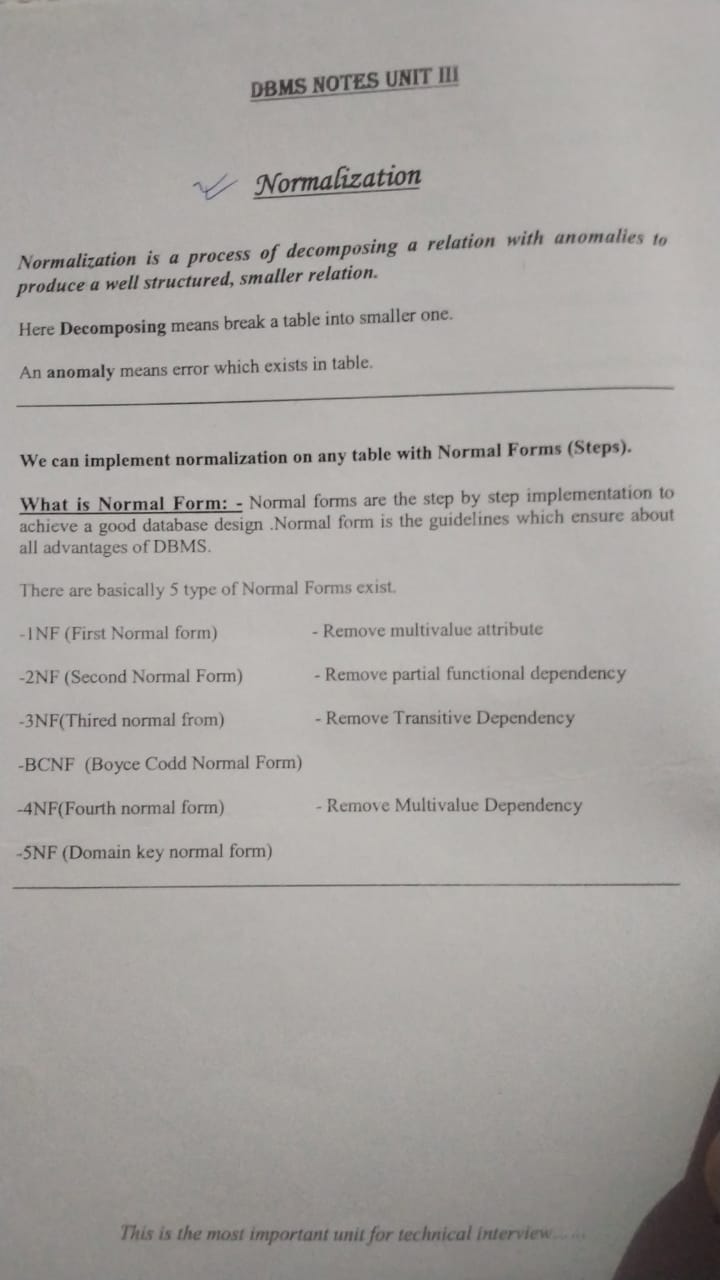 DBMS NOTES UNIT III
Normalization
Normalization is a process of decomposing a relation with anomalies to
produce a well structured, smaller relation.
Here Decomposing means break a table into smaller one.
An anomaly means error which exists in table.
We can implement normalization on any table with Normal Forms (Steps).
What is Normal Form: - Normal forms are the step by step implementation to
achieve a good database design .Normal form is the guidelines which ensure about
all advantages of DBMS.
There are basically 5 type of Normal Forms exist.
-1NF (First Normal form) - Remove multivalue attribute
-2NF (Second Normal Form) - Remove partial functional dependency
-3NF(Thired normal from) - Remove Transitive Dependency
-BCNF (Boyce Codd Normal Form)
-4NF(Fourth normal form) - Remove Multivalue Dependency
-5NF (Domain key normal form)
This is the most important unit for technical interview......